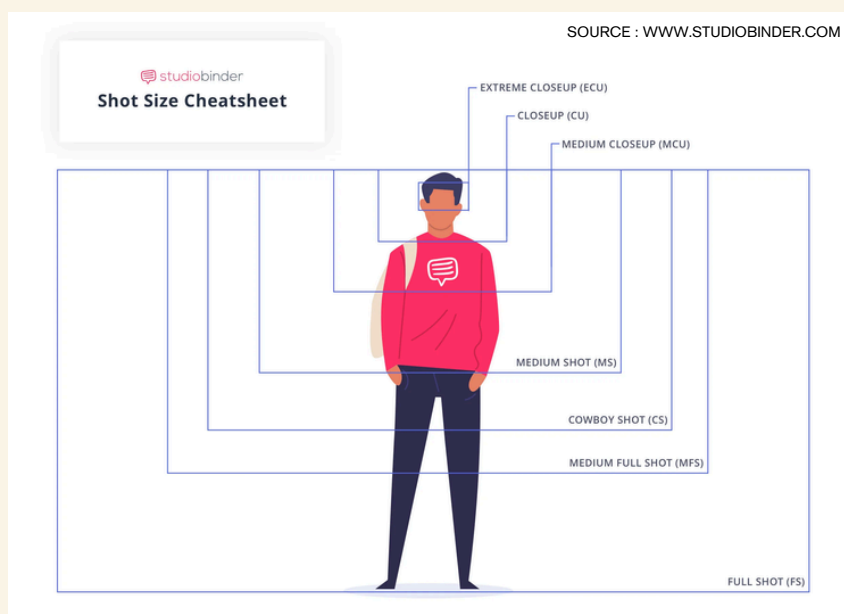 SOURCE : WWW.STUDIOBINDER.COM
studiobinder
Shot Size Cheatsheet
EXTREME CLOSEUP (ECU)
CLOSEUP (CU)
MEDIUM CLOSEUP (MCU)
MEDIUM SHOT (MS)
COWBOY SHOT (CS)
MEDIUM FULL SHOT (MFS)
FULL SHOT (FS)